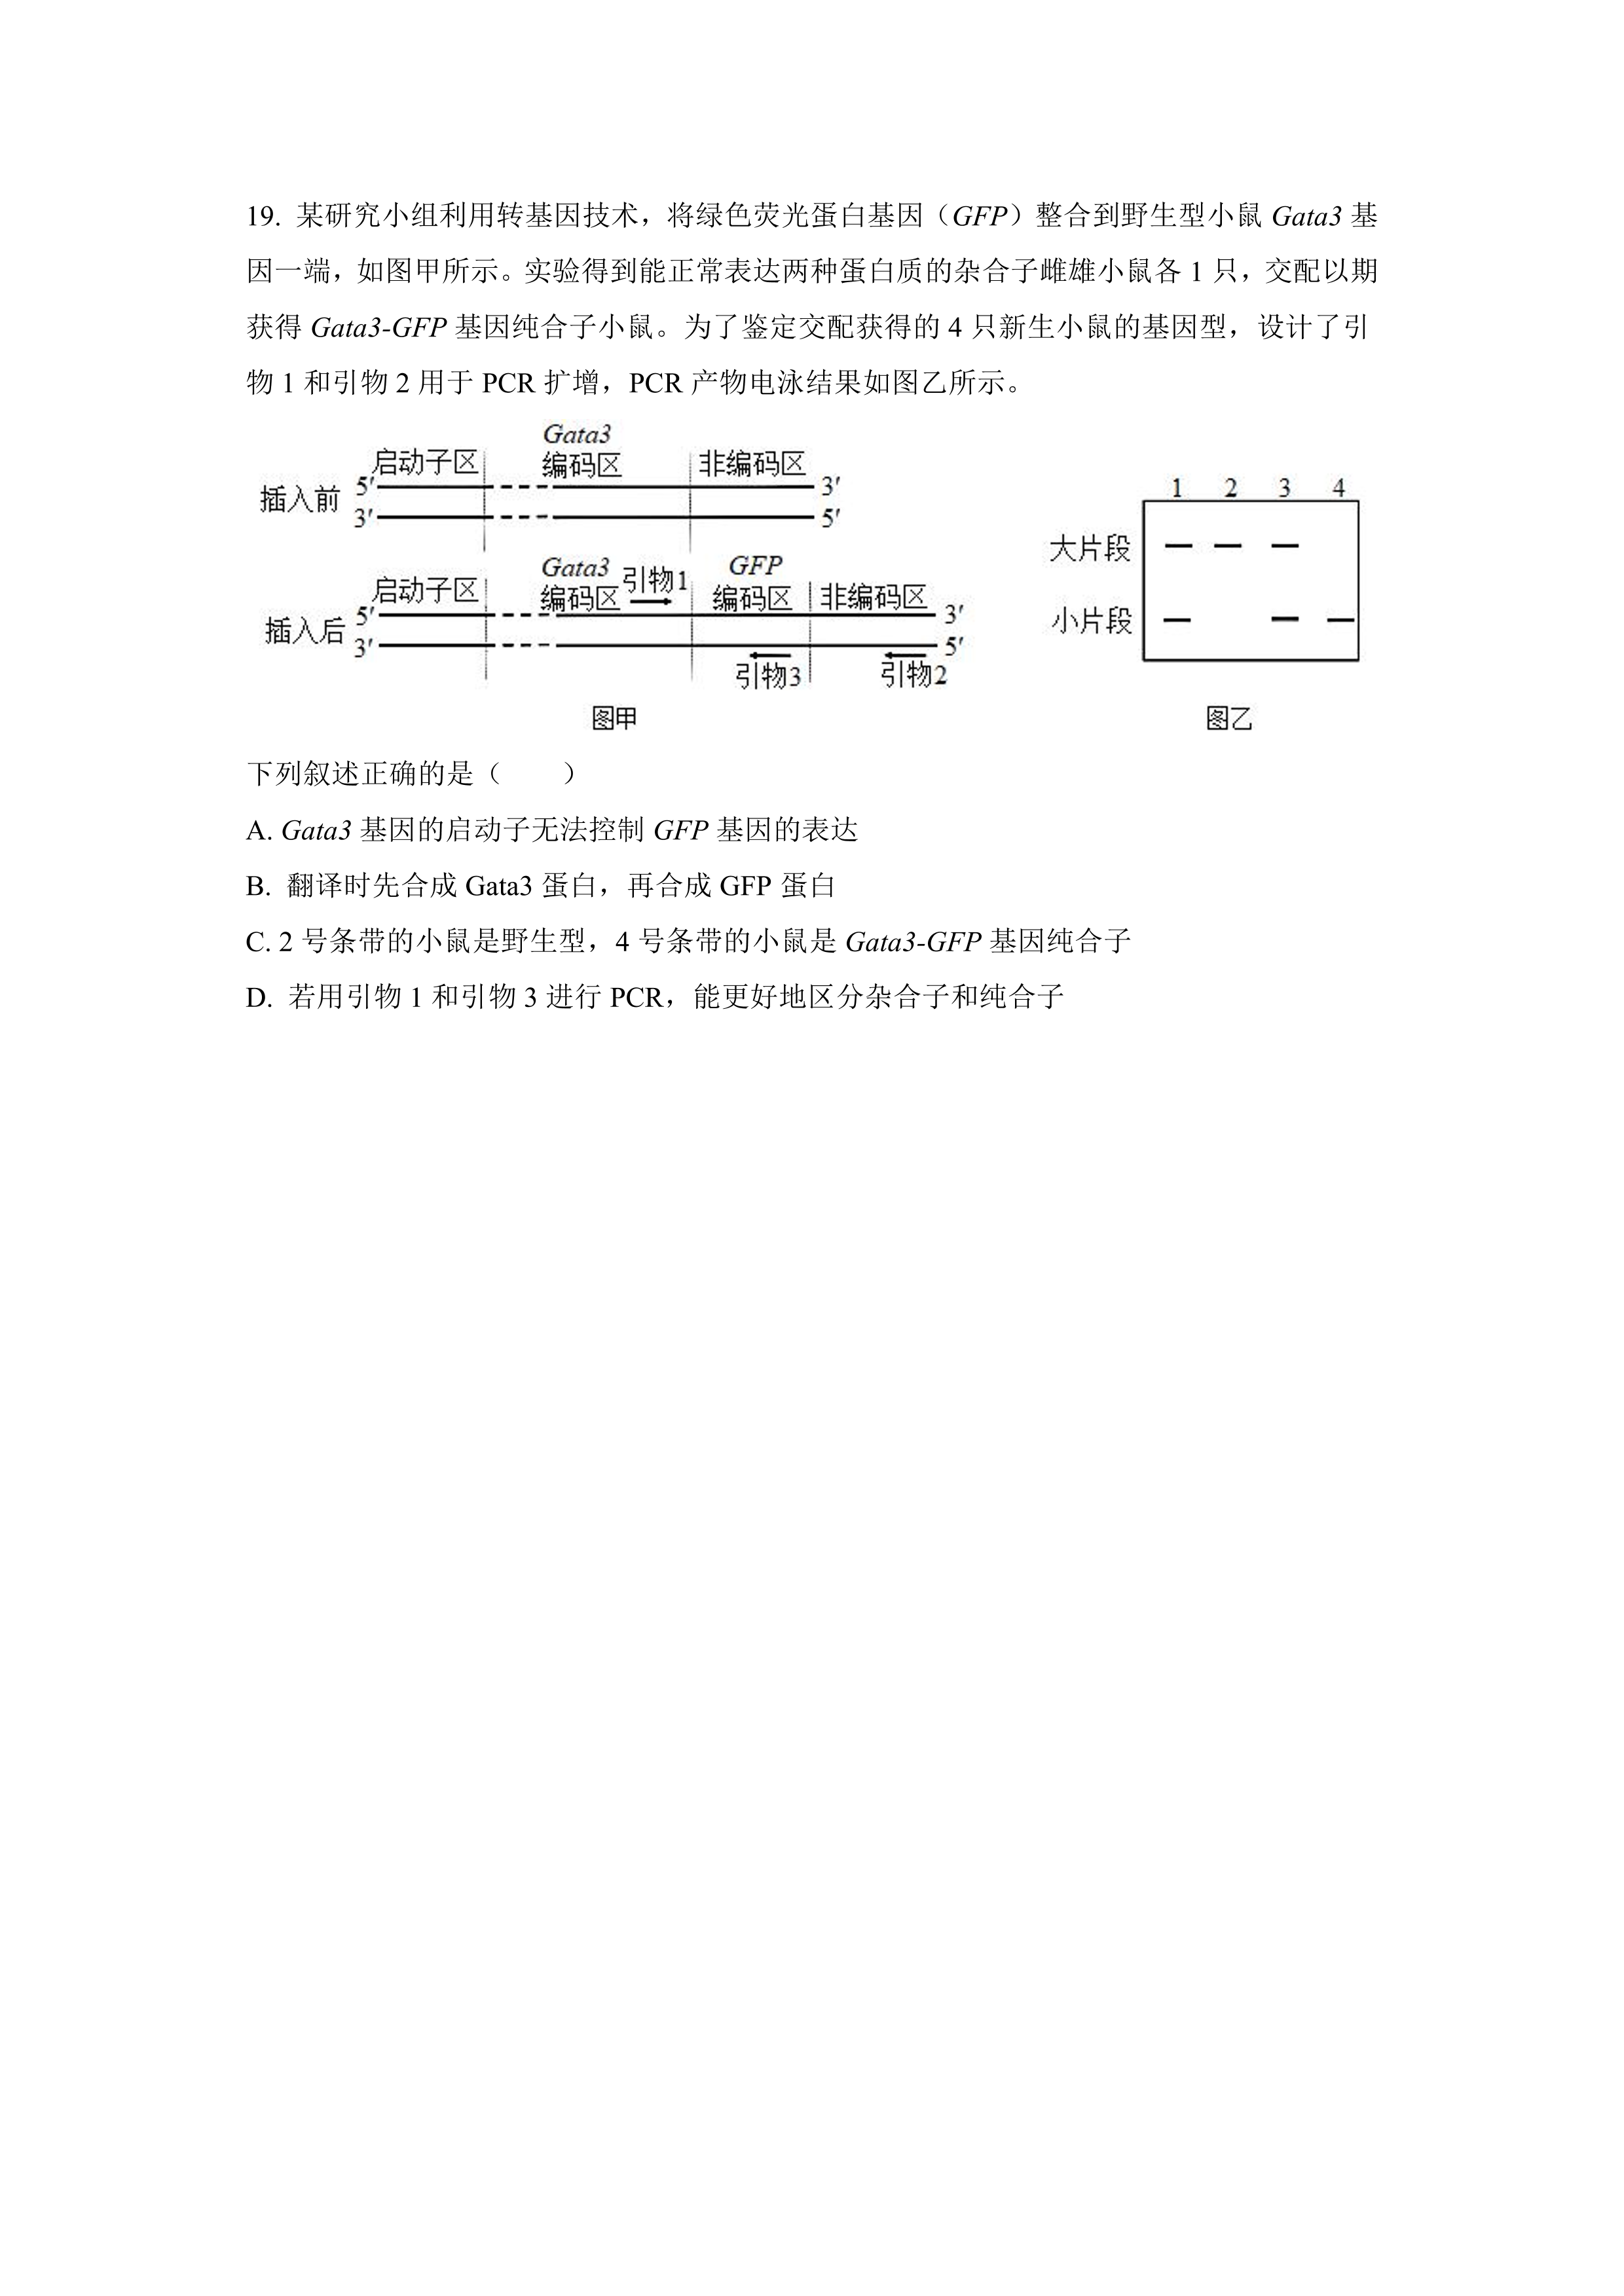 19. 某研究小组利用转基因技术，将绿色荧光蛋白基因（GFP）整合到野生型小鼠 Gata3 基
因一端，如图甲所示。实验得到能正常表达两种蛋白质的杂合子雌雄小鼠各 1 只，交配以期
获得 Gata3-GFP 基因纯合子小鼠。为了鉴定交配获得的 4 只新生小鼠的基因型，设计了引
物 1 和引物 2 用于 PCR 扩增，PCR 产物电泳结果如图乙所示。
Gata3
启动子区 编码区 非编码区
插入前 5′ 3′
3′ 5′
Gata3 GFP
启动子区 编码区 引物1 编码区 非编码区
插入后 5′ 3′
3′ 5′
引物3 引物2
图甲
1 2 3 4
大片段
小片段
图乙
下列叙述正确的是（　　）
A. Gata3 基因的启动子无法控制 GFP 基因的表达
B. 翻译时先合成 Gata3 蛋白，再合成 GFP 蛋白
C. 2 号条带的小鼠是野生型，4 号条带的小鼠是 Gata3-GFP 基因纯合子
D. 若用引物 1 和引物 3 进行 PCR，能更好地区分杂合子和纯合子